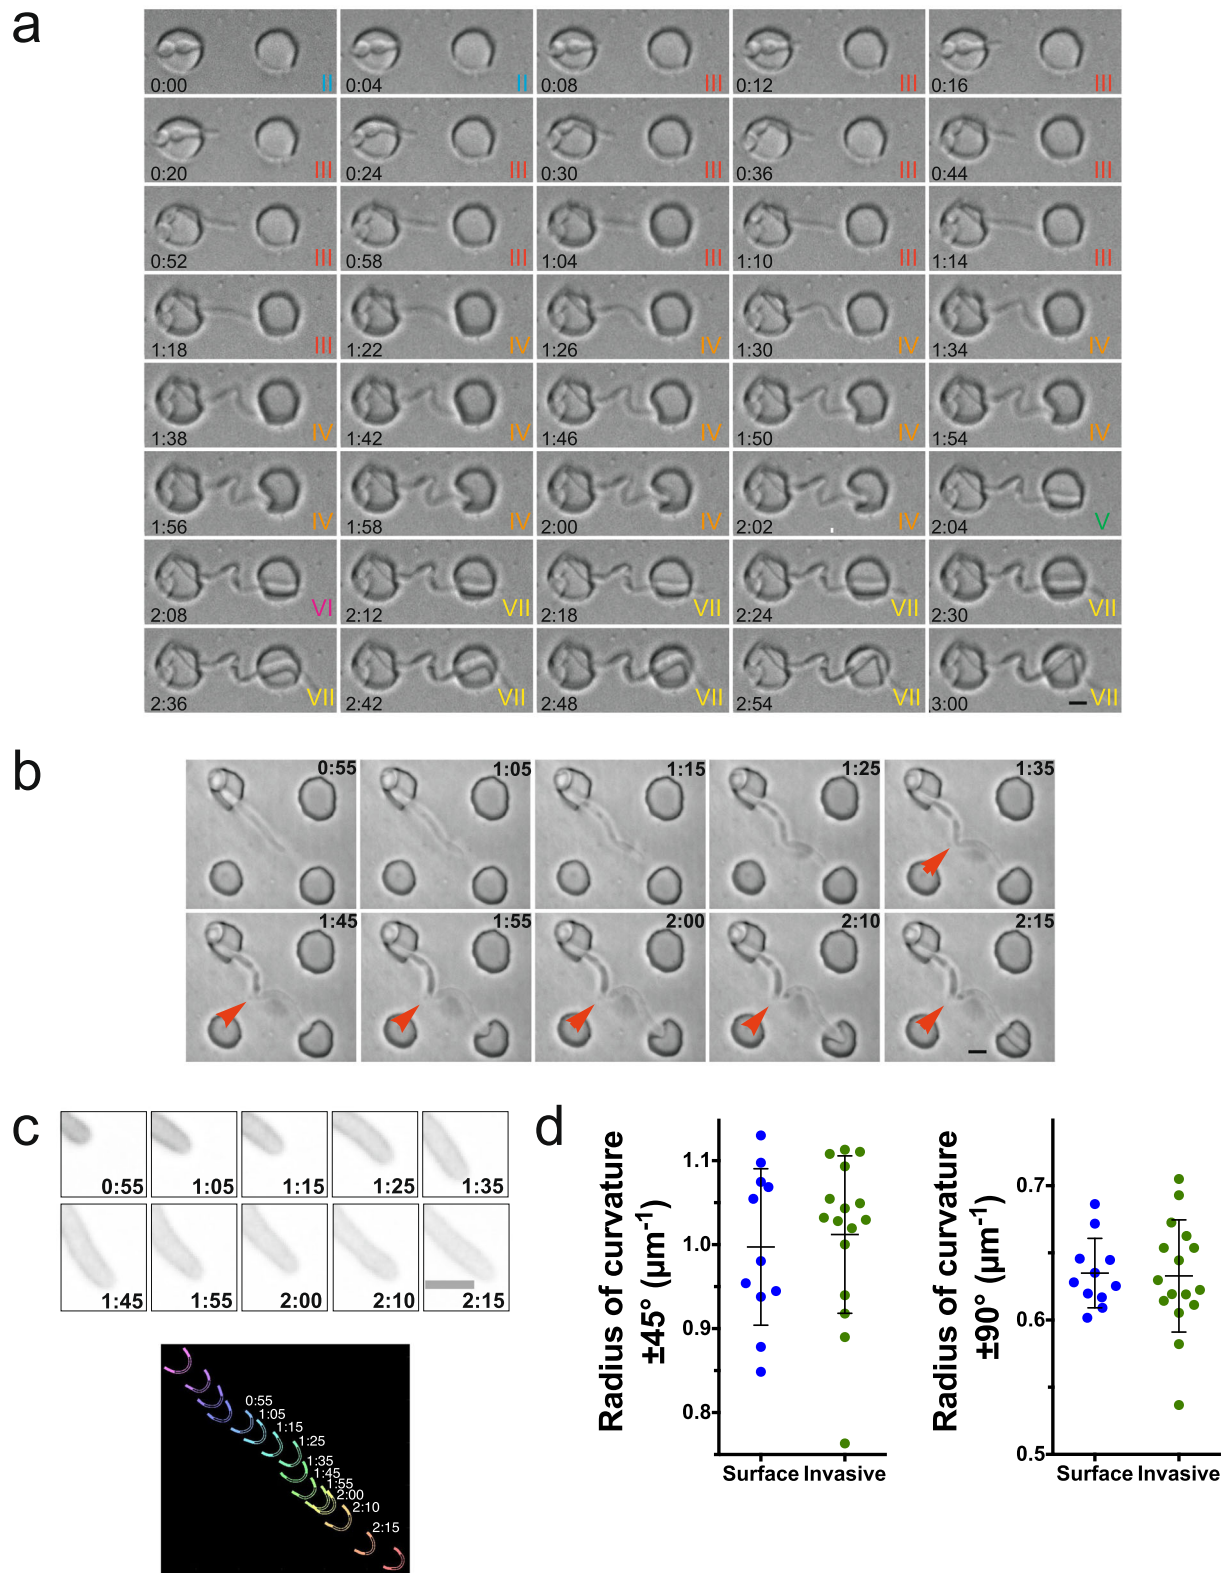 a
0:00 II 0:04 II 0:08 III 0:12 III 0:16 III
0:20 III 0:24 III 0:30 III 0:36 III 0:44 III
0:52 III 0:58 III 1:04 III 1:10 III 1:14 III
1:18 III 1:22 IV 1:26 IV 1:30 IV 1:34 IV
1:38 IV 1:42 IV 1:46 IV 1:50 IV 1:54 IV
1:56 IV 1:58 IV 2:00 IV 2:02 IV 2:04 V
2:08 VI 2:12 VII 2:18 VII 2:24 VII 2:30 VII
2:36 VII 2:42 VII 2:48 VII 2:54 VII 3:00 VII
b
0:55 1:05 1:15 1:25 1:35
1:45 1:55 2:00 2:10 2:15
c
0:55 1:05 1:15 1:25 1:35
1:45 1:55 2:00 2:10 2:15
0:55
1:05
1:15
1:25
1:35
1:45
1:55
2:00
2:10
2:15
d
Radius of curvature
±45° (µm⁻¹)
1.1
1.0
0.9
0.8
Surface Invasive
Radius of curvature
±90° (µm⁻¹)
0.7
0.6
0.5
Surface Invasive